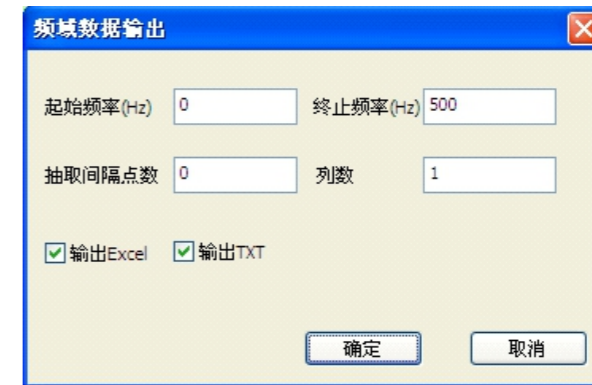 频域数据输出
起始频率(Hz) 0 终止频率(Hz) 500
抽取间隔点数 0 列数 1
输出Excel 输出TXT
确定 取消